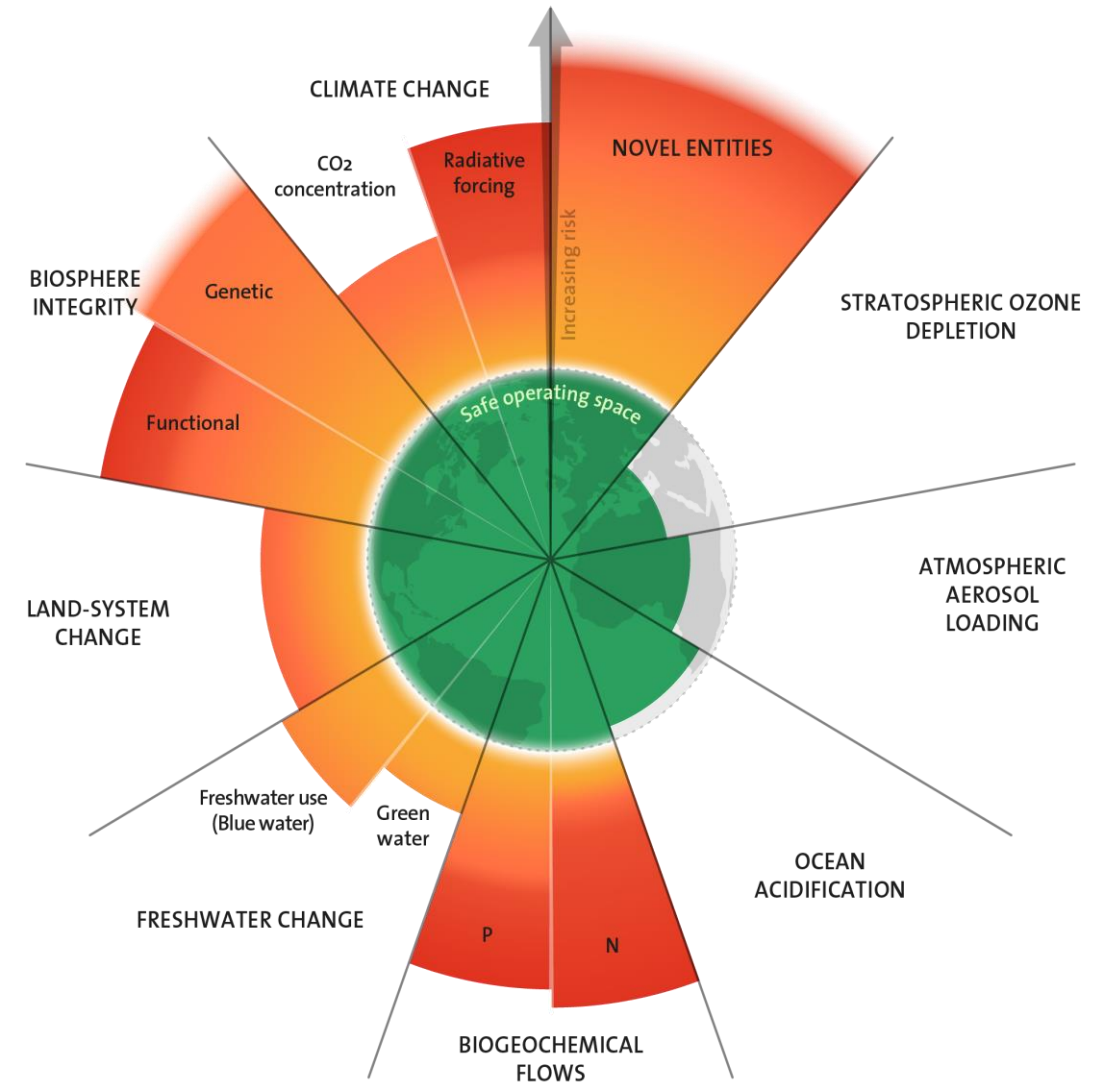 CLIMATE CHANGE
CO2
concentration
Radiative
forcing
NOVEL ENTITIES
Increasing risk
BIOSPHERE
INTEGRITY
Genetic
Functional
STRATOSPHERIC OZONE
DEPLETION
Safe operating space
ATMOSPHERIC
AEROSOL
LOADING
LAND-SYSTEM
CHANGE
Freshwater use
(Blue water)
Green
water
FRESHWATER CHANGE
P
N
OCEAN
ACIDIFICATION
BIOGEOCHEMICAL
FLOWS